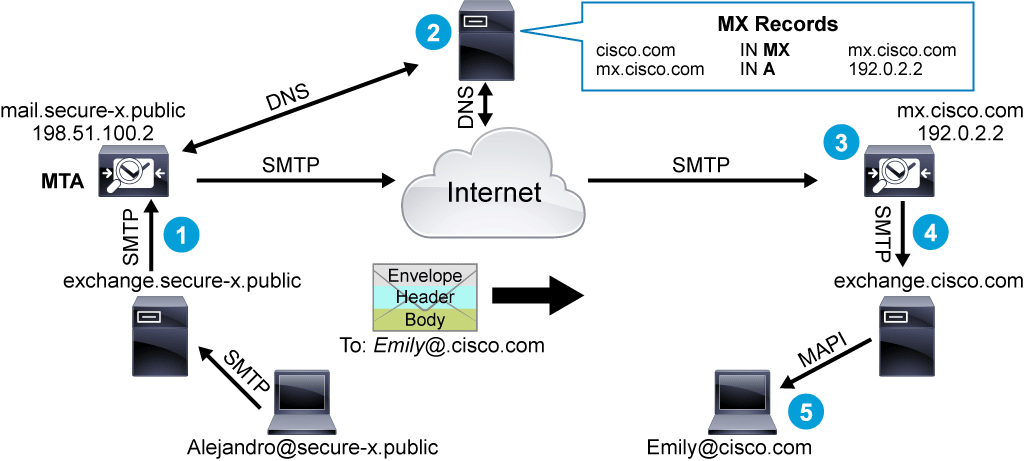 2
MX Records
cisco.com IN MX mx.cisco.com
mx.cisco.com IN A 192.0.2.2
DNS
DNS
mail.secure-x.public
198.51.100.2
MTA
SMTP
Internet
SMTP
mx.cisco.com
192.0.2.2
3
SMTP
1
SMTP
4
exchange.secure-x.public
Envelope
Header
Body
To: Emily@.cisco.com
exchange.cisco.com
SMTP
MAPI
5
Alejandro@secure-x.public
Emily@cisco.com